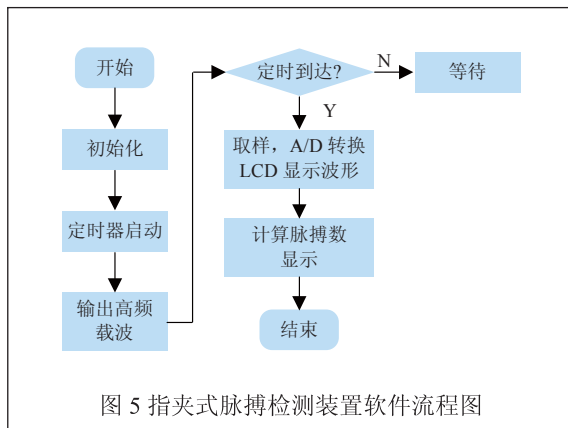 开始
初始化
定时器启动
输出高频
载波
定时到达?
N
等待
Y
取样，A/D 转换
LCD 显示波形
计算脉搏数
显示
结束
图 5 指夹式脉搏检测装置软件流程图